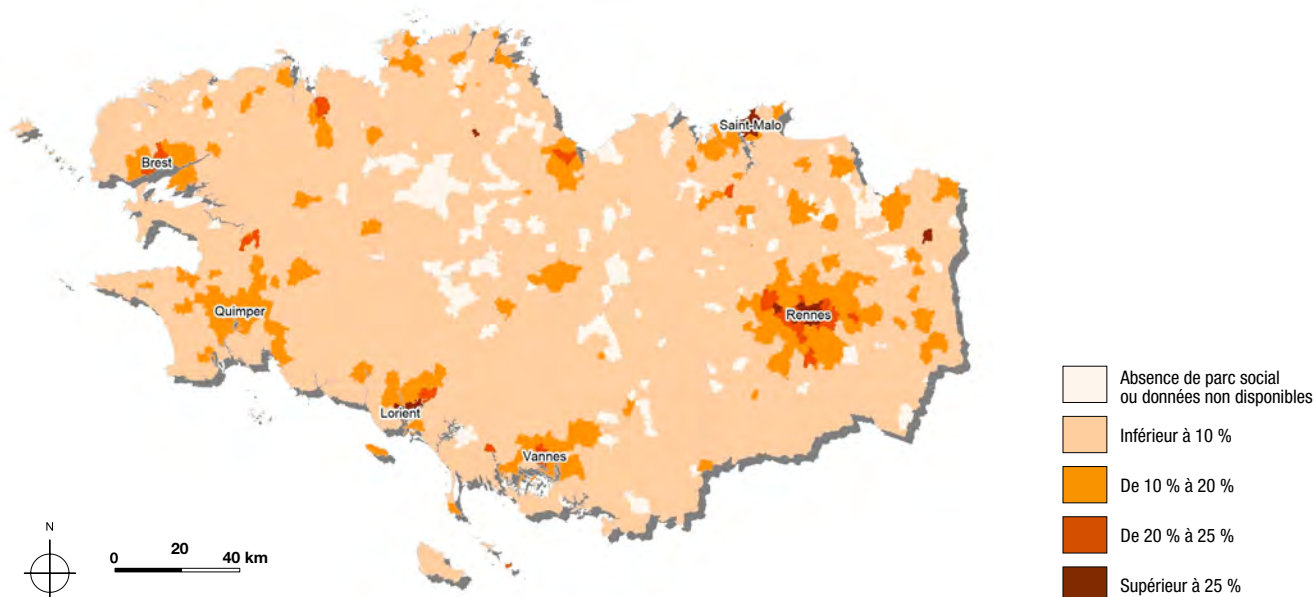 Saint-Malo
Brest
Quimper
Rennes
Lorient
Vannes
N
0 20 40 km
Absence de parc social
ou données non disponibles
Inférieur à 10 %
De 10 % à 20 %
De 20 % à 25 %
Supérieur à 25 %